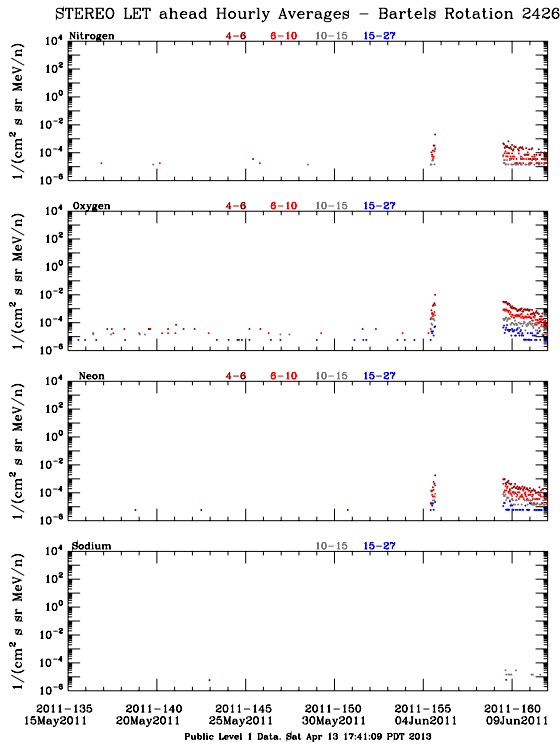 STEREO LET ahead Hourly Averages - Bartels Rotation 2426
Nitrogen 4-6 6-10 10-15 15-27
10^4
10^2
10^0
10^-2
10^-4
10^-6
1/(cm^2 s sr MeV/n)
Oxygen 4-6 6-10 10-15 15-27
10^4
10^2
10^0
10^-2
10^-4
10^-6
1/(cm^2 s sr MeV/n)
Neon 4-6 6-10 10-15 15-27
10^4
10^2
10^0
10^-2
10^-4
10^-6
1/(cm^2 s sr MeV/n)
Sodium 10-15 15-27
10^4
10^2
10^0
10^-2
10^-4
10^-6
1/(cm^2 s sr MeV/n)
2011-135 2011-140 2011-145 2011-150 2011-155 2011-160
15May2011 20May2011 25May2011 30May2011 04Jun2011 09Jun2011
Public Level 1 Data. Sat Apr 13 17:41:09 PDT 2013